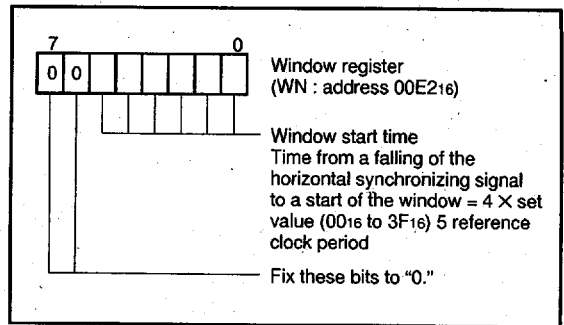 7 0
0 0
Window register
(WN : address 00E216)
Window start time
Time from a falling of the
horizontal synchronizing signal
to a start of the window = 4 × set
value (0016 to 3F16) 5 reference
clock period
Fix these bits to “0.”